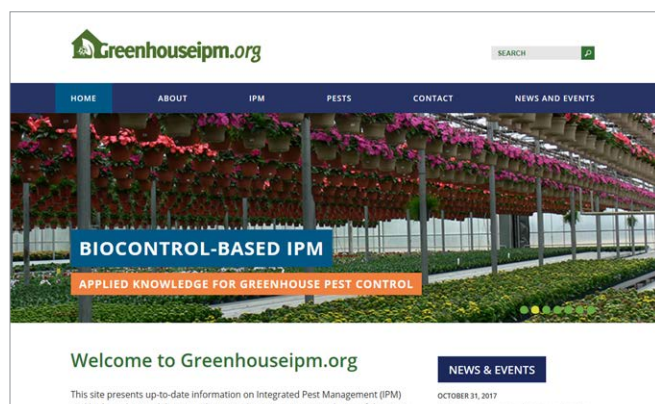 Greenhouseipm.org
SEARCH
HOME ABOUT IPM PESTS CONTACT NEWS AND EVENTS
BIOCONTROL-BASED IPM
APPLIED KNOWLEDGE FOR GREENHOUSE PEST CONTROL
Welcome to Greenhouseipm.org
This site presents up-to-date information on Integrated Pest Management (IPM)
NEWS & EVENTS
OCTOBER 31, 2017